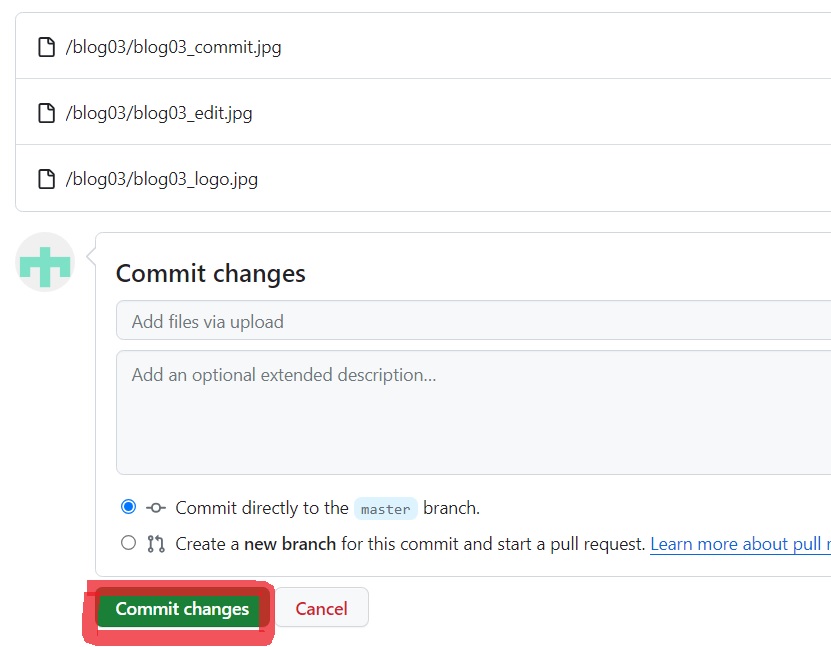 /blog03/blog03_commit.jpg
/blog03/blog03_edit.jpg
/blog03/blog03_logo.jpg
Commit changes
Add files via upload
Add an optional extended description...
Commit directly to the master branch.
Create a new branch for this commit and start a pull request. Learn more about pull
Commit changes Cancel